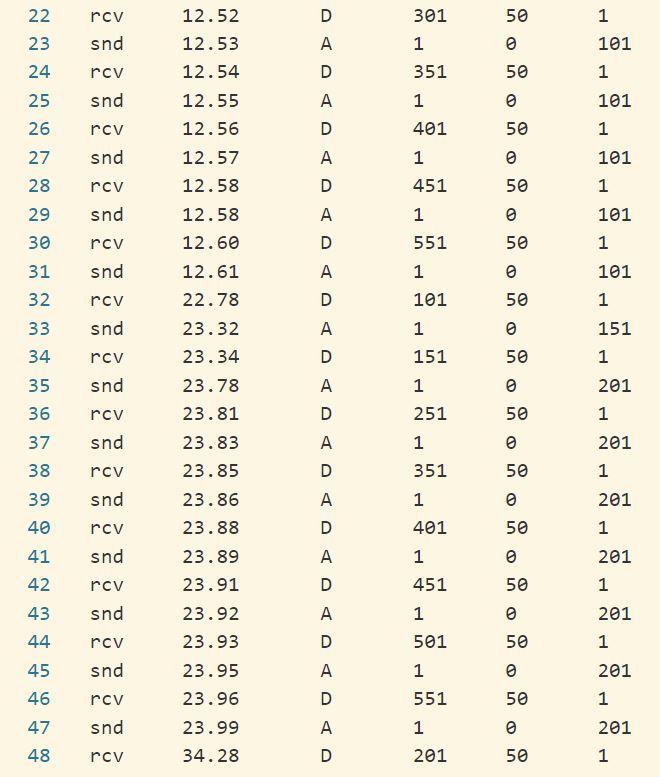 22 rcv 12.52 D 301 50 1
23 snd 12.53 A 1 0 101
24 rcv 12.54 D 351 50 1
25 snd 12.55 A 1 0 101
26 rcv 12.56 D 401 50 1
27 snd 12.57 A 1 0 101
28 rcv 12.58 D 451 50 1
29 snd 12.58 A 1 0 101
30 rcv 12.60 D 551 50 1
31 snd 12.61 A 1 0 101
32 rcv 22.78 D 101 50 1
33 snd 23.32 A 1 0 151
34 rcv 23.34 D 151 50 1
35 snd 23.78 A 1 0 201
36 rcv 23.81 D 251 50 1
37 snd 23.83 A 1 0 201
38 rcv 23.85 D 351 50 1
39 snd 23.86 A 1 0 201
40 rcv 23.88 D 401 50 1
41 snd 23.89 A 1 0 201
42 rcv 23.91 D 451 50 1
43 snd 23.92 A 1 0 201
44 rcv 23.93 D 501 50 1
45 snd 23.95 A 1 0 201
46 rcv 23.96 D 551 50 1
47 snd 23.99 A 1 0 201
48 rcv 34.28 D 201 50 1